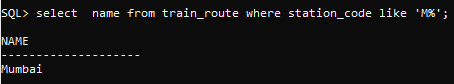 SQL> select  name from train_route where station_code like 'M%';
NAME
--------------------
Mumbai